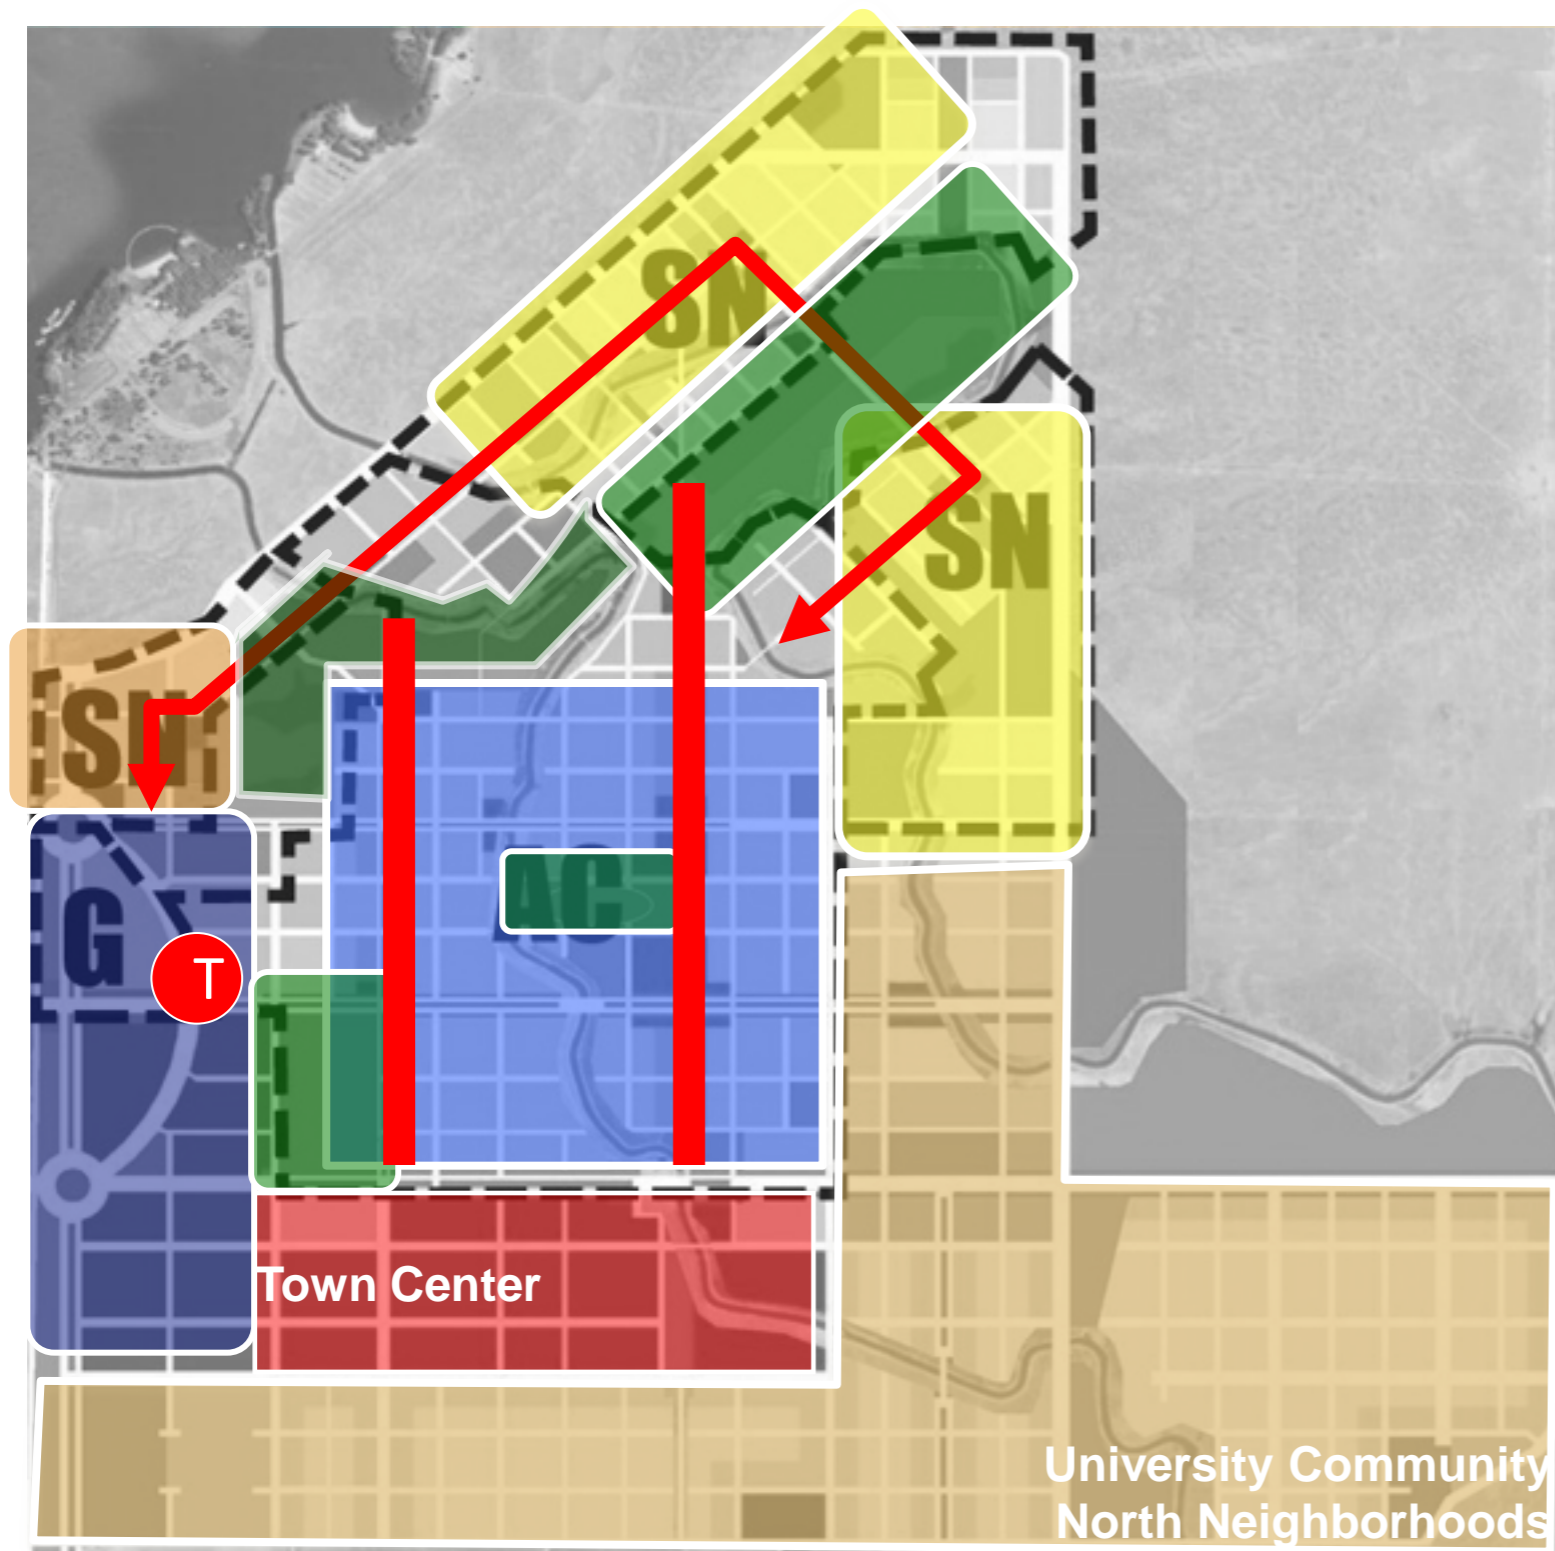 SN
SN
SN
AC
G
T
Town Center
University Community
North Neighborhoods